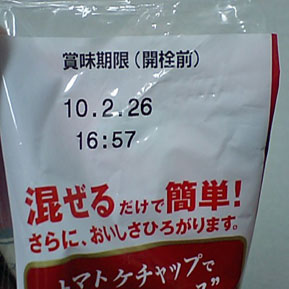 賞味期限(開栓前)
10.2.26
16:57
混ぜるだけで簡単!
さらに、おいしさひろがります。
トマトケチャップで